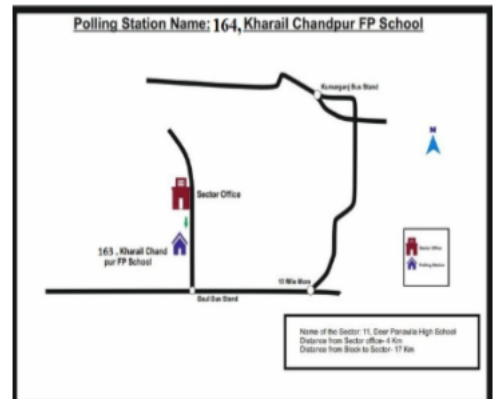 Polling Station Name: 164, Kharail Chandpur FP School
Kumarganj Bus Stand
N
Sector Office
163 , Kharail Chand
pur FP School
10 Mile More
Daul Bus Stand
Sector Office
Polling Station
Name of the Sector: 11, Deor Panaulla High School
Distance from Sector office- 4 Km
Distance from Block to Sector- 17 Km